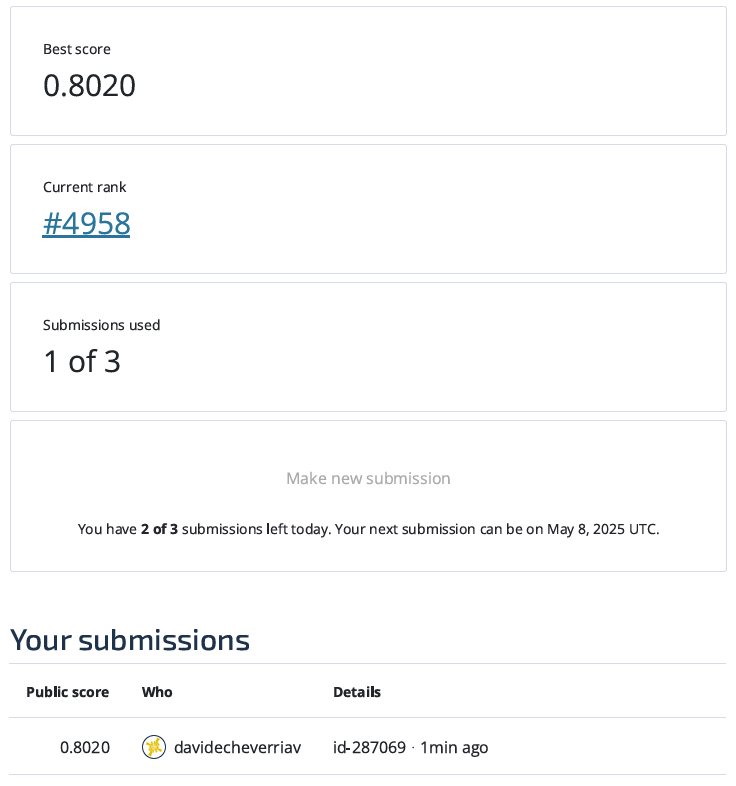 Best score
0.8020
Current rank
#4958
Submissions used
1 of 3
Make new submission
You have 2 of 3 submissions left today. Your next submission can be on May 8, 2025 UTC.
Your submissions
Public score Who Details
0.8020 davidecheverriav id-287069 · 1min ago